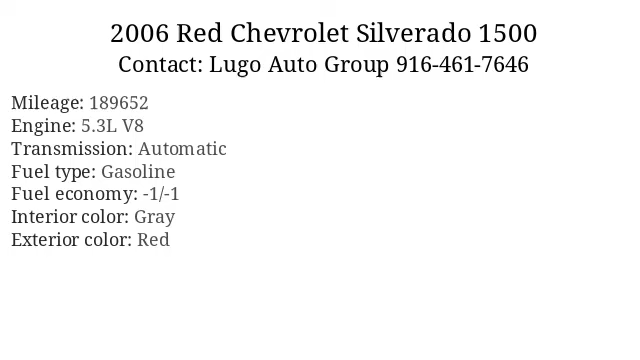 2006 Red Chevrolet Silverado 1500
Contact: Lugo Auto Group 916-461-7646
Mileage: 189652
Engine: 5.3L V8
Transmission: Automatic
Fuel type: Gasoline
Fuel economy: -1/-1
Interior color: Gray
Exterior color: Red